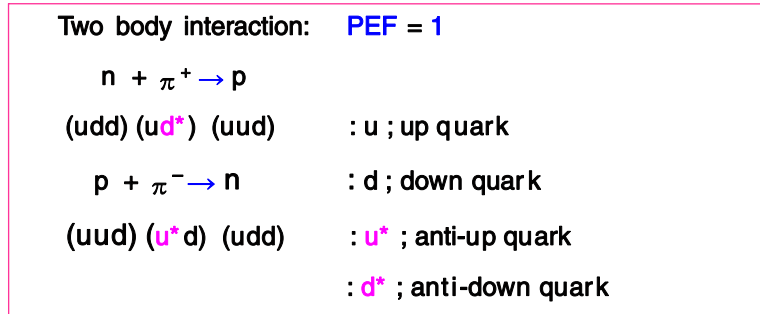 Two body interaction: PEF = 1
n + π⁺ → p
(udd) (ud*) (uud) : u ; up quark
p + π⁻ → n : d ; down quark
(uud) (u* d) (udd) : u* ; anti-up quark
: d* ; anti-down quark